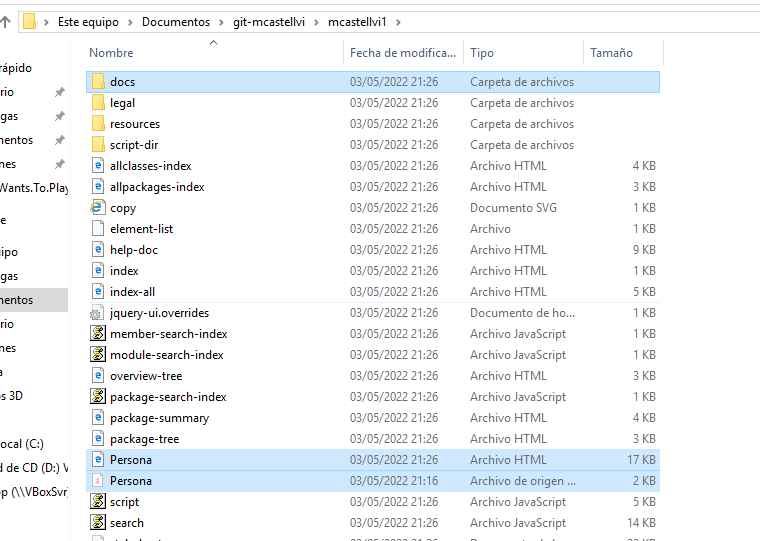 Este equipo > Documentos > git-mcastellvi > mcastellvi1 >
Nombre Fecha de modifica... Tipo Tamaño
docs 03/05/2022 21:26 Carpeta de archivos
legal 03/05/2022 21:26 Carpeta de archivos
resources 03/05/2022 21:26 Carpeta de archivos
script-dir 03/05/2022 21:26 Carpeta de archivos
allclasses-index 03/05/2022 21:26 Archivo HTML 4 KB
allpackages-index 03/05/2022 21:26 Archivo HTML 3 KB
copy 03/05/2022 21:26 Documento SVG 1 KB
element-list 03/05/2022 21:26 Archivo 1 KB
help-doc 03/05/2022 21:26 Archivo HTML 9 KB
index 03/05/2022 21:26 Archivo HTML 1 KB
index-all 03/05/2022 21:26 Archivo HTML 5 KB
jquery-ui.overrides 03/05/2022 21:26 Documento de ho... 1 KB
member-search-index 03/05/2022 21:26 Archivo JavaScript 1 KB
module-search-index 03/05/2022 21:26 Archivo JavaScript 1 KB
overview-tree 03/05/2022 21:26 Archivo HTML 3 KB
package-search-index 03/05/2022 21:26 Archivo JavaScript 1 KB
package-summary 03/05/2022 21:26 Archivo HTML 4 KB
package-tree 03/05/2022 21:26 Archivo HTML 3 KB
Persona 03/05/2022 21:26 Archivo HTML 17 KB
Persona 03/05/2022 21:16 Archivo de origen ... 2 KB
script 03/05/2022 21:26 Archivo JavaScript 5 KB
search 03/05/2022 21:26 Archivo JavaScript 14 KB
rápido
rio
gas
mentos
nes
Wants.To.Play
e
uipo
gas
mentos
rio
nes
a
os 3D
ocal (C:)
d de CD (D:) V
op (\\VBoxSvr)